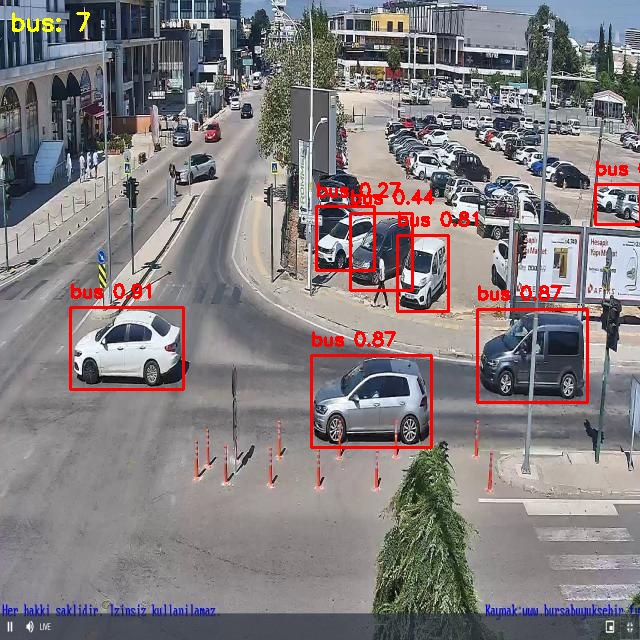 bus: 7
bus 0.27
bus 0.44
bus 0.81
bus
bus 0.91
bus 0.87
bus 0.87
Her hakki saklidir. Izinsiz kullanilamaz.
Kaynak:www.bursabuyuksehir.tv
LIVE